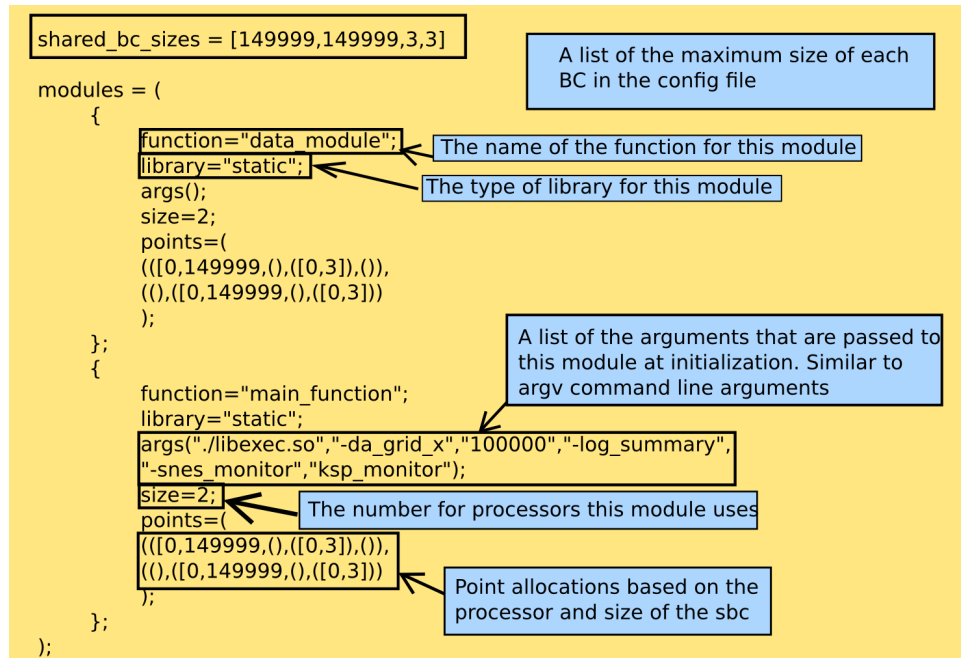 shared_bc_sizes = [149999,149999,3,3]
A list of the maximum size of each
BC in the config file
modules = (
{
function="data_module";
The name of the function for this module
library="static";
The type of library for this module
args();
size=2;
points=(
(([0,149999,(),([0,3]),()),
((),([0,149999,(),([0,3]))
);
};
{
A list of the arguments that are passed to
this module at initialization. Similar to
argv command line arguments
function="main_function";
library="static";
args("./libexec.so","-da_grid_x","100000","-log_summary",
"-snes_monitor","ksp_monitor");
size=2;
The number for processors this module uses
points=(
(([0,149999,(),([0,3]),()),
((),([0,149999,(),([0,3]))
Point allocations based on the
processor and size of the sbc
);
};
);